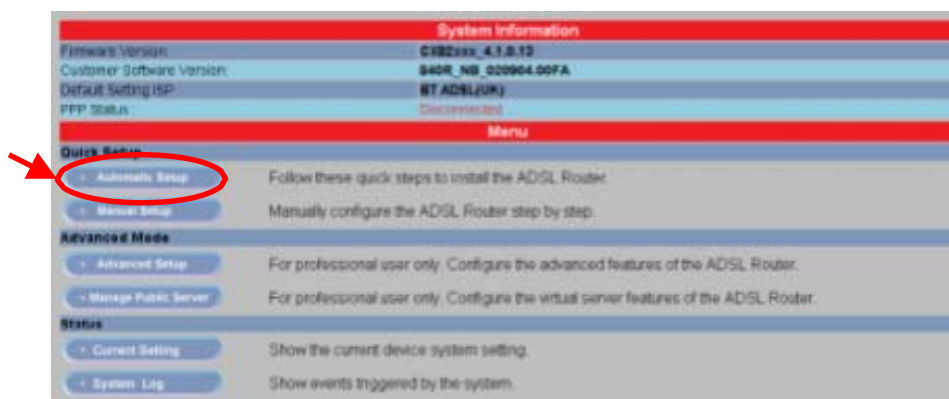 System Information
Firmware Version: CX82xxx_4.1.0.13
Customer Software Version: 840R_NB_020904.00FA
Default Setting ISP BT ADSL(UK)
PPP Status Disconnected
Menu
Quick Setup
Automatic Setup Follow these quick steps to install the ADSL Router.
Manual Setup Manually configure the ADSL Router step by step.
Advanced Mode
Advanced Setup For professional user only. Configure the advanced features of the ADSL Router.
Manage Public Server For professional user only. Configure the virtual server features of the ADSL Router.
Status
Current Setting Show the current device system setting.
System Log Show events triggered by the system.